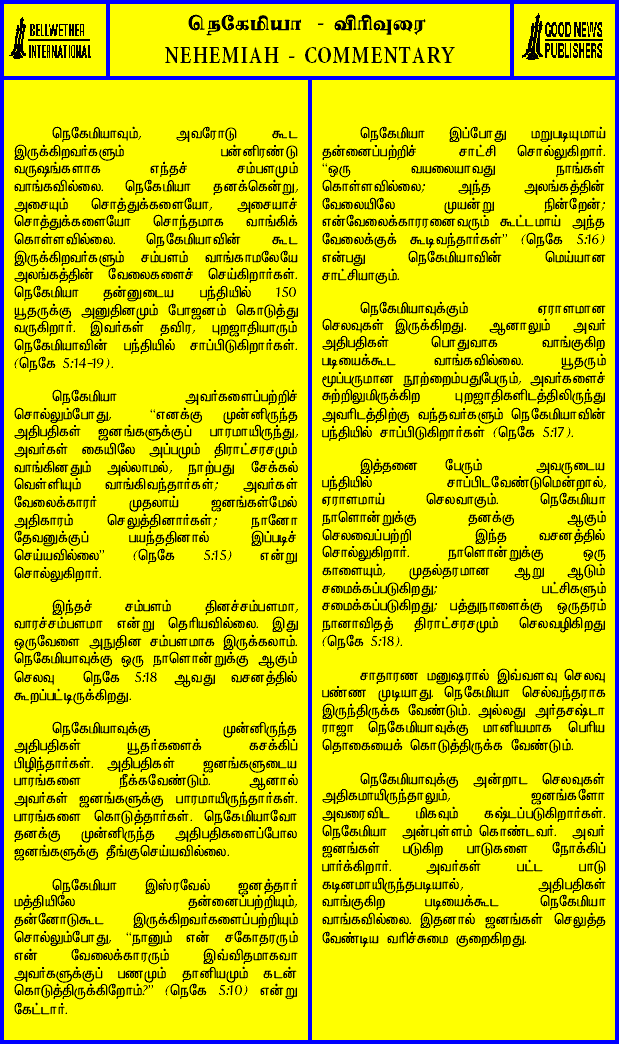 BELLWETHER
INTERNATIONAL
நெகேமியா - விரிவுரை
NEHEMIAH - COMMENTARY
GOOD NEWS
PUBLISHERS
நெகேமியாவும், அவரோடு கூட
இருக்கிறவர்களும் பன்னிரண்டு
வருஷங்களாக எந்தச் சம்பளமும்
வாங்கவில்லை. நெகேமியா தனக்கென்று,
அசையும் சொத்துக்களையோ, அசையாச்
சொத்துக்களையோ சொந்தமாக வாங்கிக்
கொள்ளவில்லை. நெகேமியாவின் கூட
இருக்கிறவர்களும் சம்பளம் வாங்காமலேயே
அலங்கத்தின் வேலைகளைச் செய்கிறார்கள்.
நெகேமியா தன்னுடைய பந்தியில் 150
யூதருக்கு அனுதினமும் போஜனம் கொடுத்து
வருகிறார். இவர்கள் தவிர, புறஜாதியாரும்
நெகேமியாவின் பந்தியில் சாப்பிடுகிறார்கள்.
(நெகே 5:14-19).
நெகேமியா அவர்களைப்பற்றிச்
சொல்லும்போது, “எனக்கு முன்னிருந்த
அதிபதிகள் ஜனங்களுக்குப் பாரமாயிருந்து,
அவர்கள் கையிலே அப்பமும் திராட்சரசமும்
வாங்கினதும் அல்லாமல், நாற்பது சேக்கல்
வெள்ளியும் வாங்கிவந்தார்கள்; அவர்கள்
வேலைக்காரர் முதலாய் ஜனங்கள்மேல்
அதிகாரம் செலுத்தினார்கள்; நானோ
தேவனுக்குப் பயந்ததினால் இப்படிச்
செய்யவில்லை” (நெகே 5:15) என்று
சொல்லுகிறார்.
இந்தச் சம்பளம் தினச்சம்பளமா,
வாரச்சம்பளமா என்று தெரியவில்லை. இது
ஒருவேளை அநுதின சம்பளமாக இருக்கலாம்.
நெகேமியாவுக்கு ஒரு நாளொன்றுக்கு ஆகும்
செலவு நெகே 5:18 ஆவது வசனத்தில்
கூறப்பட்டிருக்கிறது.
நெகேமியாவுக்கு முன்னிருந்த
அதிபதிகள் யூதர்களைக் கசக்கிப்
பிழிந்தார்கள். அதிபதிகள் ஜனங்களுடைய
பாரங்களை நீக்கவேண்டும். ஆனால்
அவர்கள் ஜனங்களுக்கு பாரமாயிருந்தார்கள்.
பாரங்களை கொடுத்தார்கள். நெகேமியாவோ
தனக்கு முன்னிருந்த அதிபதிகளைப்போல
ஜனங்களுக்கு தீங்குசெய்யவில்லை.
நெகேமியா இஸ்ரவேல் ஜனத்தார்
மத்தியிலே தன்னைப்பற்றியும்,
தன்னோடுகூட இருக்கிறவர்களைப்பற்றியும்
சொல்லும்போது, “நானும் என் சகோதரரும்
என் வேலைக்காரரும் இவ்விதமாகவா
அவர்களுக்குப் பணமும் தானியமும் கடன்
கொடுத்திருக்கிறோம்?” (நெகே 5:10) என்று
கேட்டார்.
நெகேமியா இப்போது மறுபடியுமாய்
தன்னைப்பற்றிச் சாட்சி சொல்லுகிறார்.
“ஒரு வயலையாவது நாங்கள்
கொள்ளவில்லை; அந்த அலங்கத்தின்
வேலையிலே முயன்று நின்றேன்;
என்வேலைக்காரரனைவரும் கூட்டமாய் அந்த
வேலைக்குக் கூடிவந்தார்கள்” (நெகே 5:16)
என்பது நெகேமியாவின் மெய்யான
சாட்சியாகும்.
நெகேமியாவுக்கும் ஏராளமான
செலவுகள் இருக்கிறது. ஆனாலும் அவர்
அதிபதிகள் பொதுவாக வாங்குகிற
படியைக்கூட வாங்கவில்லை. யூதரும்
மூப்பருமான நூற்றைம்பதுபேரும், அவர்களைச்
சுற்றிலுமிருக்கிற புறஜாதிகளிடத்திலிருந்து
அவரிடத்திற்கு வந்தவர்களும் நெகேமியாவின்
பந்தியில் சாப்பிடுகிறார்கள் (நெகே 5:17).
இத்தனை பேரும் அவருடைய
பந்தியில் சாப்பிடவேண்டுமென்றால்,
ஏராளமாய் செலவாகும். நெகேமியா
நாளொன்றுக்கு தனக்கு ஆகும்
செலவைப்பற்றி இந்த வசனத்தில்
சொல்லுகிறார். நாளொன்றுக்கு ஒரு
காளையும், முதல்தரமான ஆறு ஆடும்
சமைக்கப்படுகிறது; பட்சிகளும்
சமைக்கப்படுகிறது; பத்துநாளைக்கு ஒருதரம்
நானாவிதத் திராட்சரசமும் செலவழிகிறது
(நெகே 5:18).
சாதாரண மனுஷரால் இவ்வளவு செலவு
பண்ண முடியாது. நெகேமியா செல்வந்தராக
இருந்திருக்க வேண்டும். அல்லது அர்தசஷ்டா
ராஜா நெகேமியாவுக்கு மானியமாக பெரிய
தொகையைக் கொடுத்திருக்க வேண்டும்.
நெகேமியாவுக்கு அன்றாட செலவுகள்
அதிகமாயிருந்தாலும், ஜனங்களோ
அவரைவிட மிகவும் கஷ்டப்படுகிறார்கள்.
நெகேமியா அன்புள்ளம் கொண்டவர். அவர்
ஜனங்கள் படுகிற பாடுகளை நோக்கிப்
பார்க்கிறார். அவர்கள் பட்ட பாடு
கடினமாயிருந்தபடியால், அதிபதிகள்
வாங்குகிற படியைக்கூட நெகேமியா
வாங்கவில்லை. இதனால் ஜனங்கள் செலுத்த
வேண்டிய வரிச்சுமை குறைகிறது.